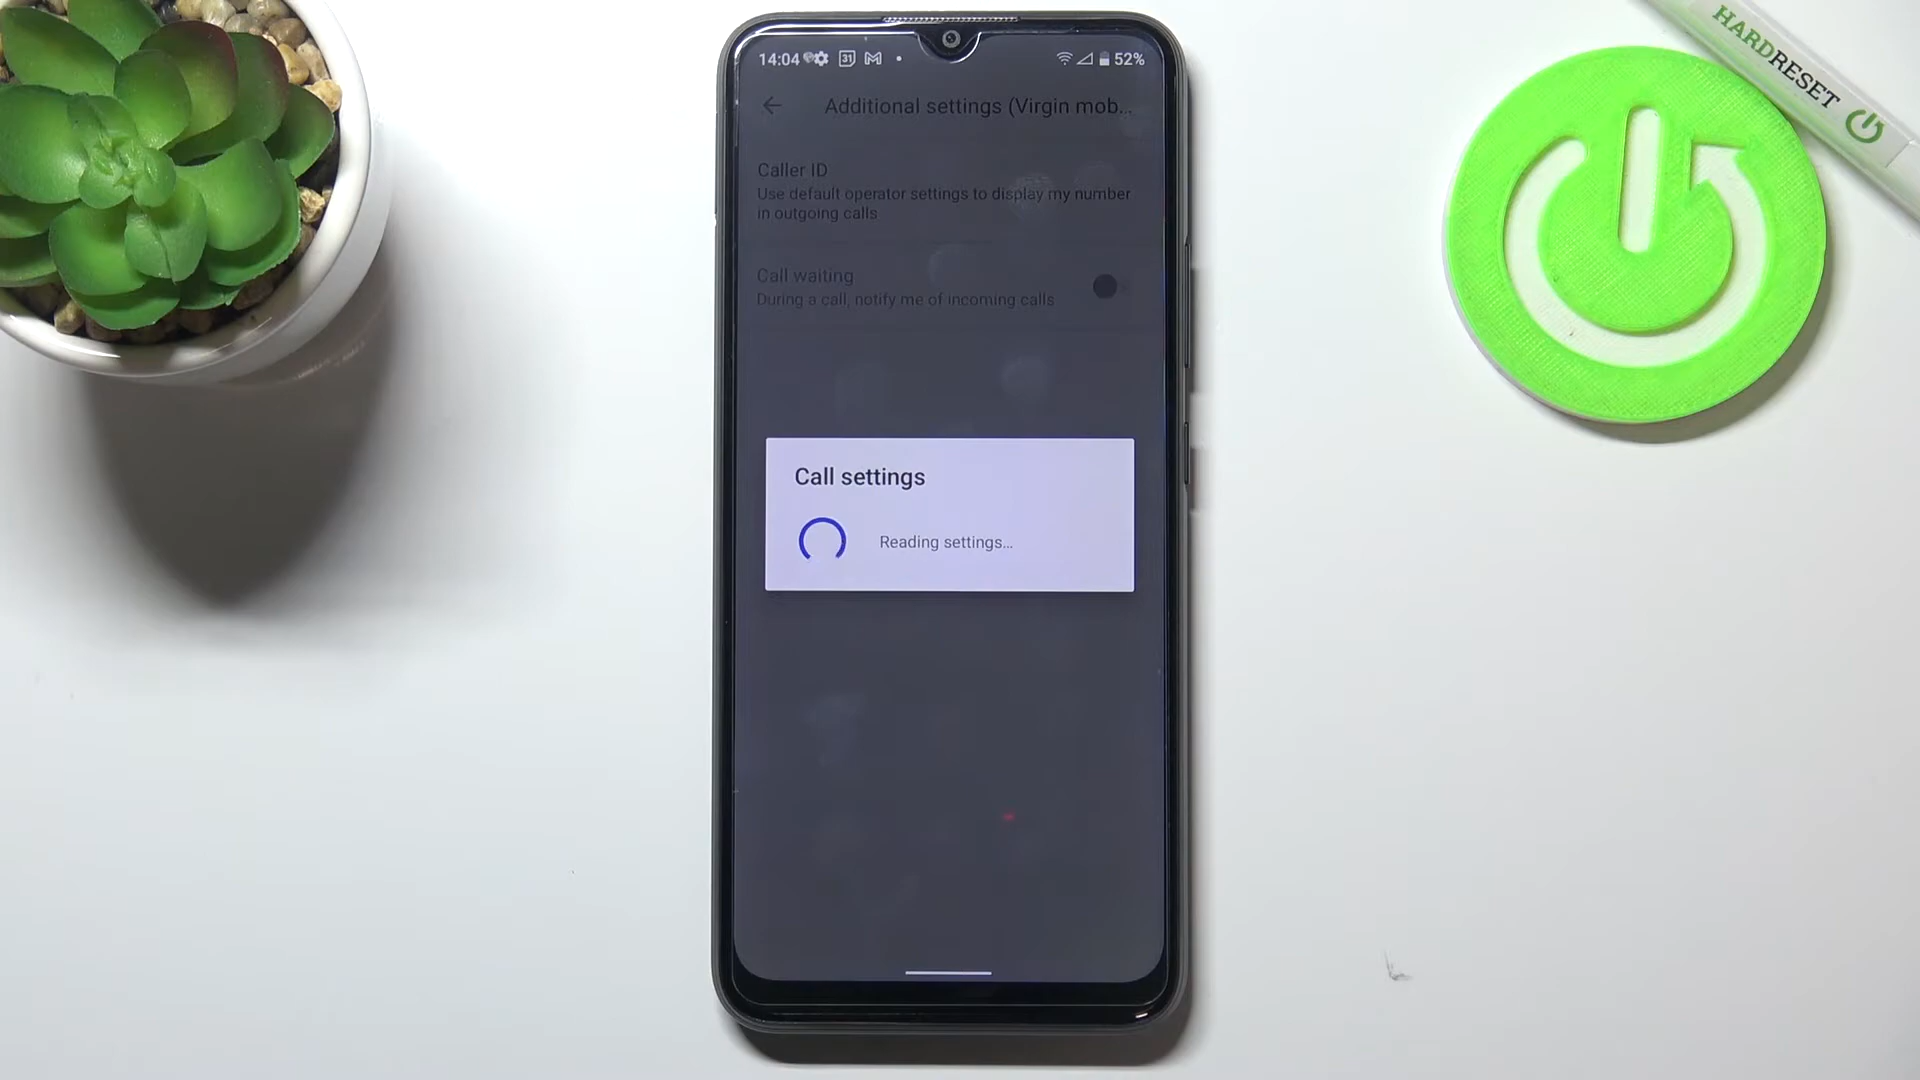 14:04 31 52%
Additional settings (Virgin mob...
Caller ID
Use default operator settings to display my number
in outgoing calls
Call waiting
During a call, notify me of incoming calls
Call settings
Reading settings...
HARDRESET